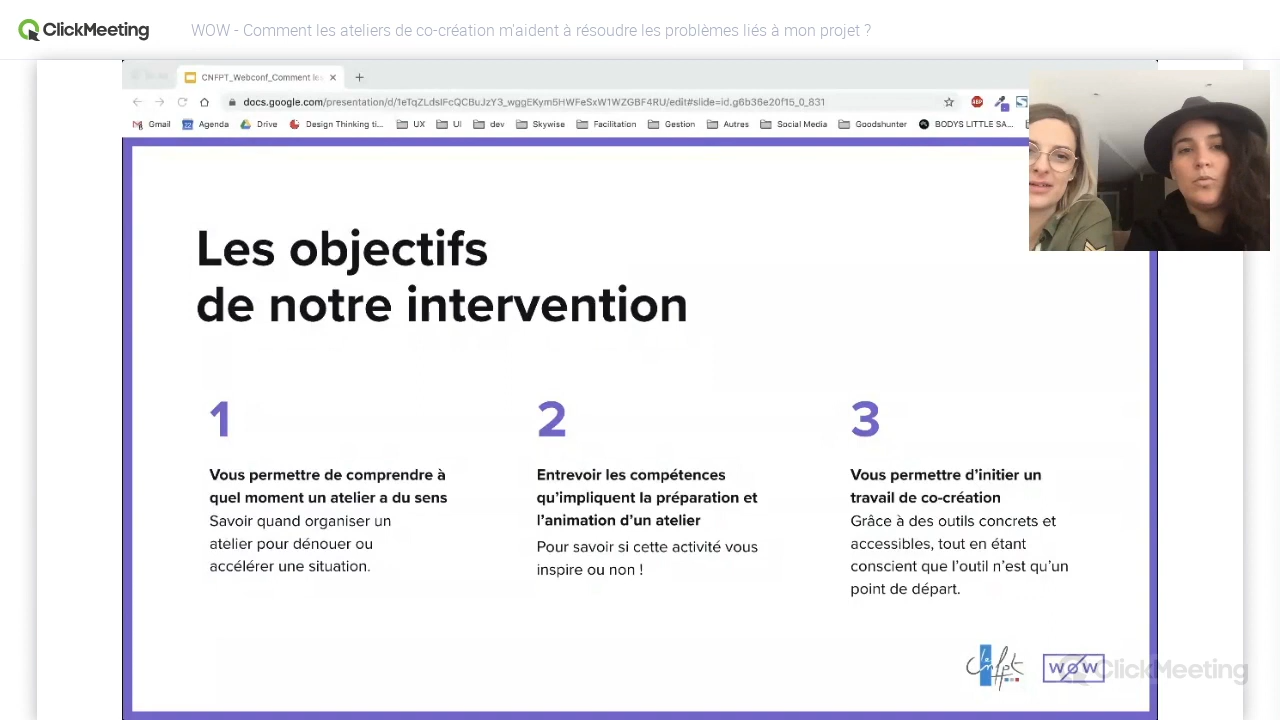 ClickMeeting
WOW - Comment les ateliers de co-création m'aident à résoudre les problèmes liés à mon projet ?
CNFPT_Webconf_Comment les
docs.google.com/presentation/d/
Gmail Agenda Drive Design Thinking ti... UX UI dev Skywise Facilitation Gestion Autres Social Media Goodshunter BODYS LITTLE SA...
Les objectifs
de notre intervention
1
2
3
Vous permettre de comprendre à
quel moment un atelier a du sens
Savoir quand organiser un
atelier pour dénouer ou
accélérer une situation.
Entrevoir les compétences
qu'impliquent la préparation et
l'animation d'un atelier
Pour savoir si cette activité vous
inspire ou non !
Vous permettre d'initier un
travail de co-création
Grâce à des outils concrets et
accessibles, tout en étant
conscient que l'outil n'est qu'un
point de départ.
cnfpt
WOW
ClickMeeting